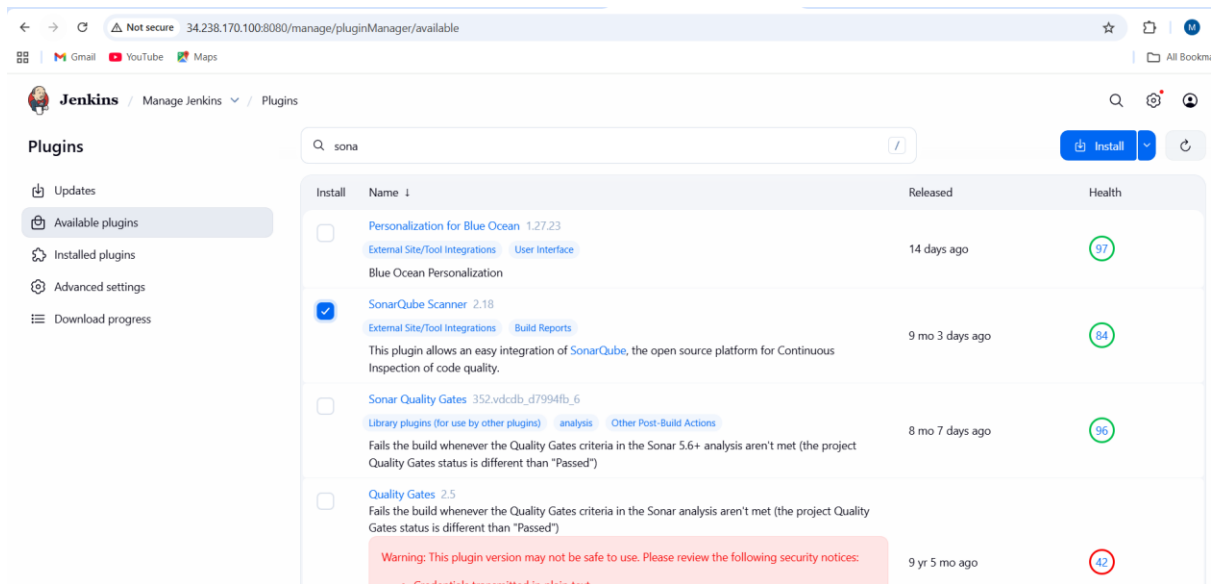 Not secure 34.238.170.100:8080/manage/pluginManager/available
M
Gmail YouTube Maps
All Bookma
Jenkins / Manage Jenkins / Plugins
Plugins
sona
/
Install
Updates
Available plugins
Installed plugins
Advanced settings
Download progress
Install Name ↓ Released Health
Personalization for Blue Ocean 1.27.23
External Site/Tool Integrations User Interface
Blue Ocean Personalization
14 days ago
97
SonarQube Scanner 2.18
External Site/Tool Integrations Build Reports
This plugin allows an easy integration of SonarQube, the open source platform for Continuous
Inspection of code quality.
9 mo 3 days ago
84
Sonar Quality Gates 352.vdcdb_d7994fb_6
Library plugins (for use by other plugins) analysis Other Post-Build Actions
Fails the build whenever the Quality Gates criteria in the Sonar 5.6+ analysis aren't met (the project
Quality Gates status is different than "Passed")
8 mo 7 days ago
96
Quality Gates 2.5
Fails the build whenever the Quality Gates criteria in the Sonar analysis aren't met (the project Quality
Gates status is different than "Passed")
Warning: This plugin version may not be safe to use. Please review the following security notices:
Credentials transmitted in plain text
9 yr 5 mo ago
42